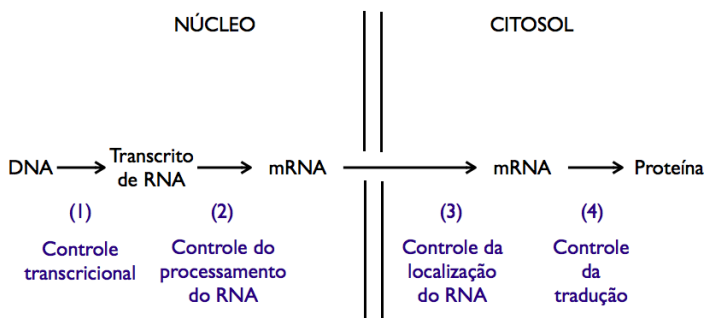 NÚCLEO
CITOSOL
DNA
Transcrito
de RNA
mRNA
mRNA
Proteína
(1)
Controle
transcricional
(2)
Controle do
processamento
do RNA
(3)
Controle da
localização
do RNA
(4)
Controle
da
tradução